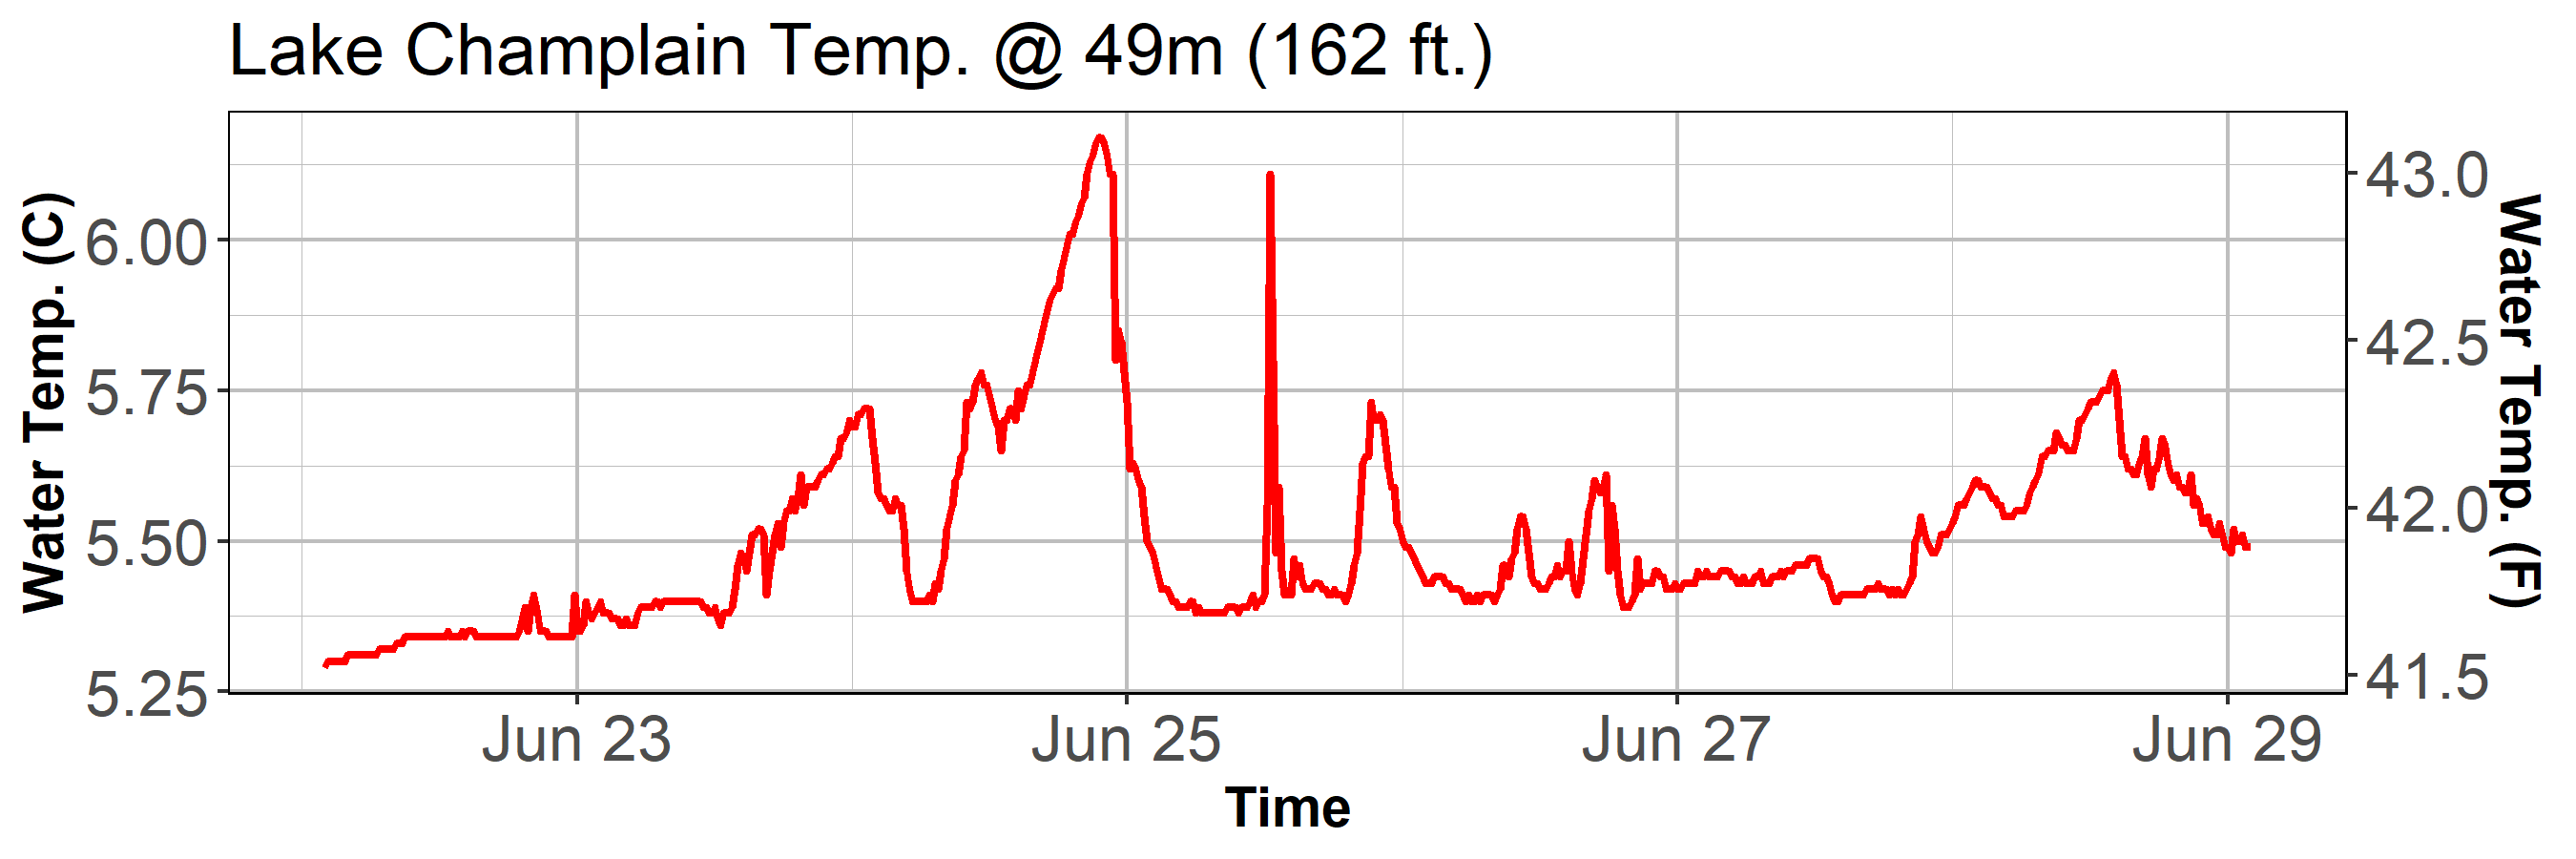 Lake Champlain Temp. @ 49m (162 ft.)
Water Temp. (C)
6.00
5.75
5.50
5.25
43.0
42.5
42.0
41.5
Water Temp. (F)
Jun 23 Jun 25 Jun 27 Jun 29
Time